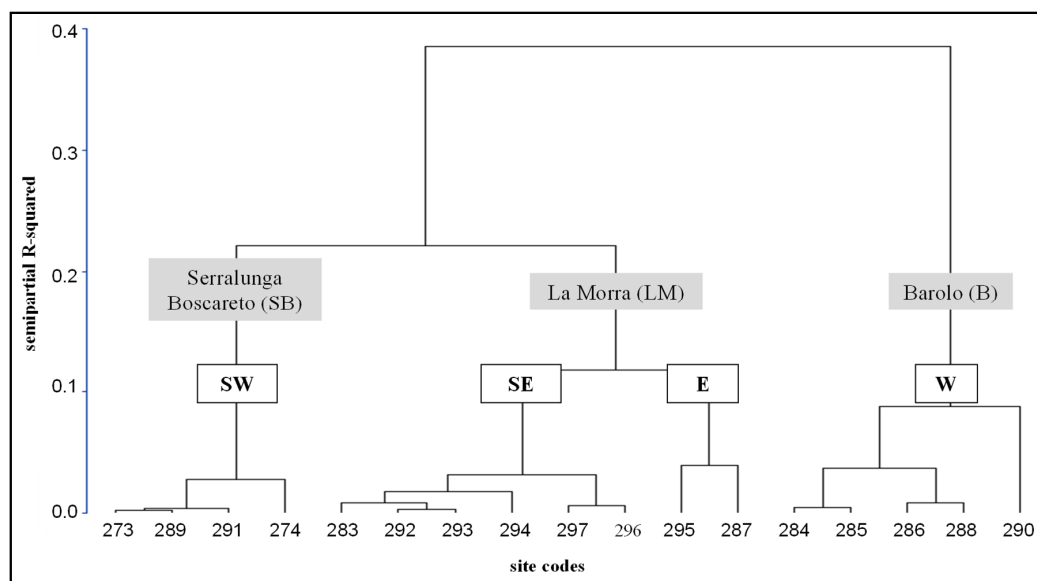 0.4
0.3
0.2
0.1
0.0
semipartial R-squared
Serralunga
Boscareto (SB)
La Morra (LM)
Barolo (B)
SW
SE
E
W
273 289 291 274 283 292 293 294 297 296 295 287 284 285 286 288 290
site codes